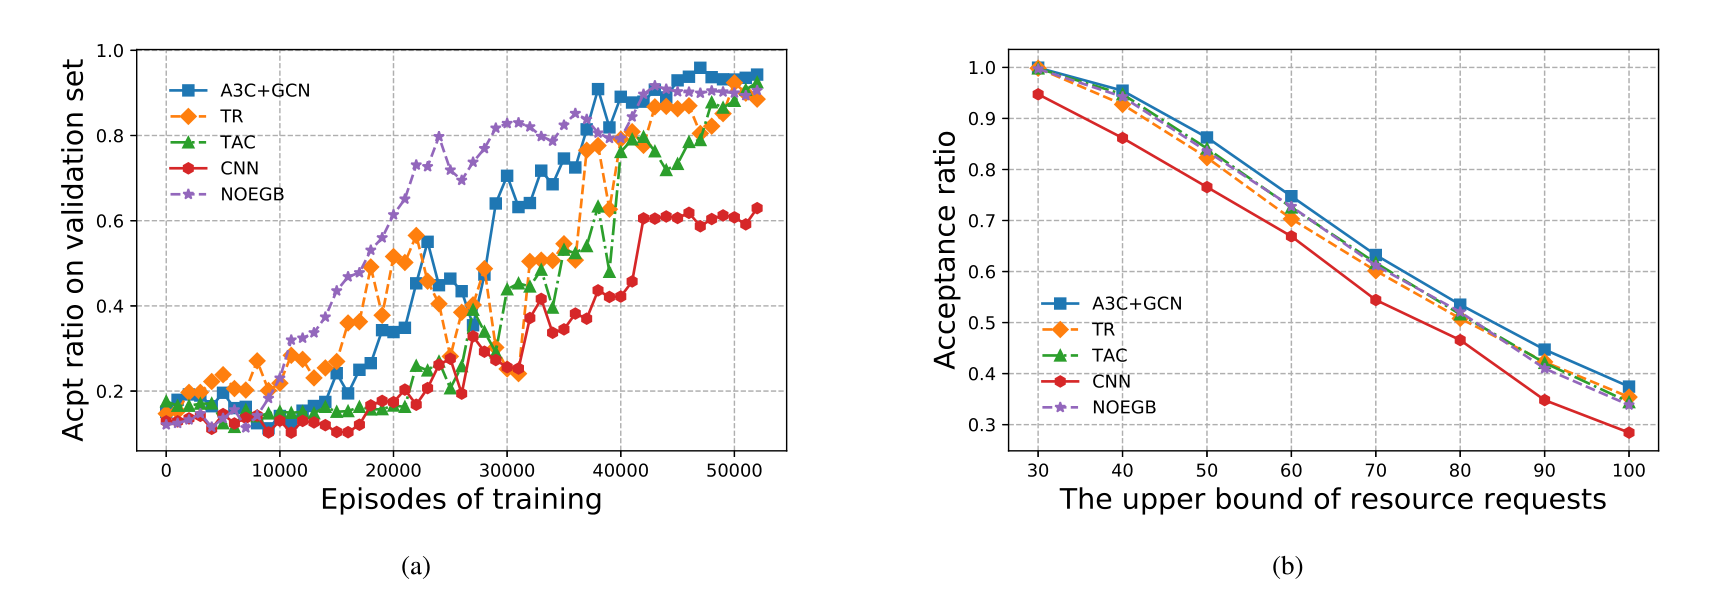 Acpt ratio on validation set
1.0
0.8
0.6
0.4
0.2
A3C+GCN
TR
TAC
CNN
NOEGB
0 10000 20000 30000 40000 50000
Episodes of training
(a)
Acceptance ratio
1.0
0.9
0.8
0.7
0.6
0.5
0.4
0.3
A3C+GCN
TR
TAC
CNN
NOEGB
30 40 50 60 70 80 90 100
The upper bound of resource requests
(b)